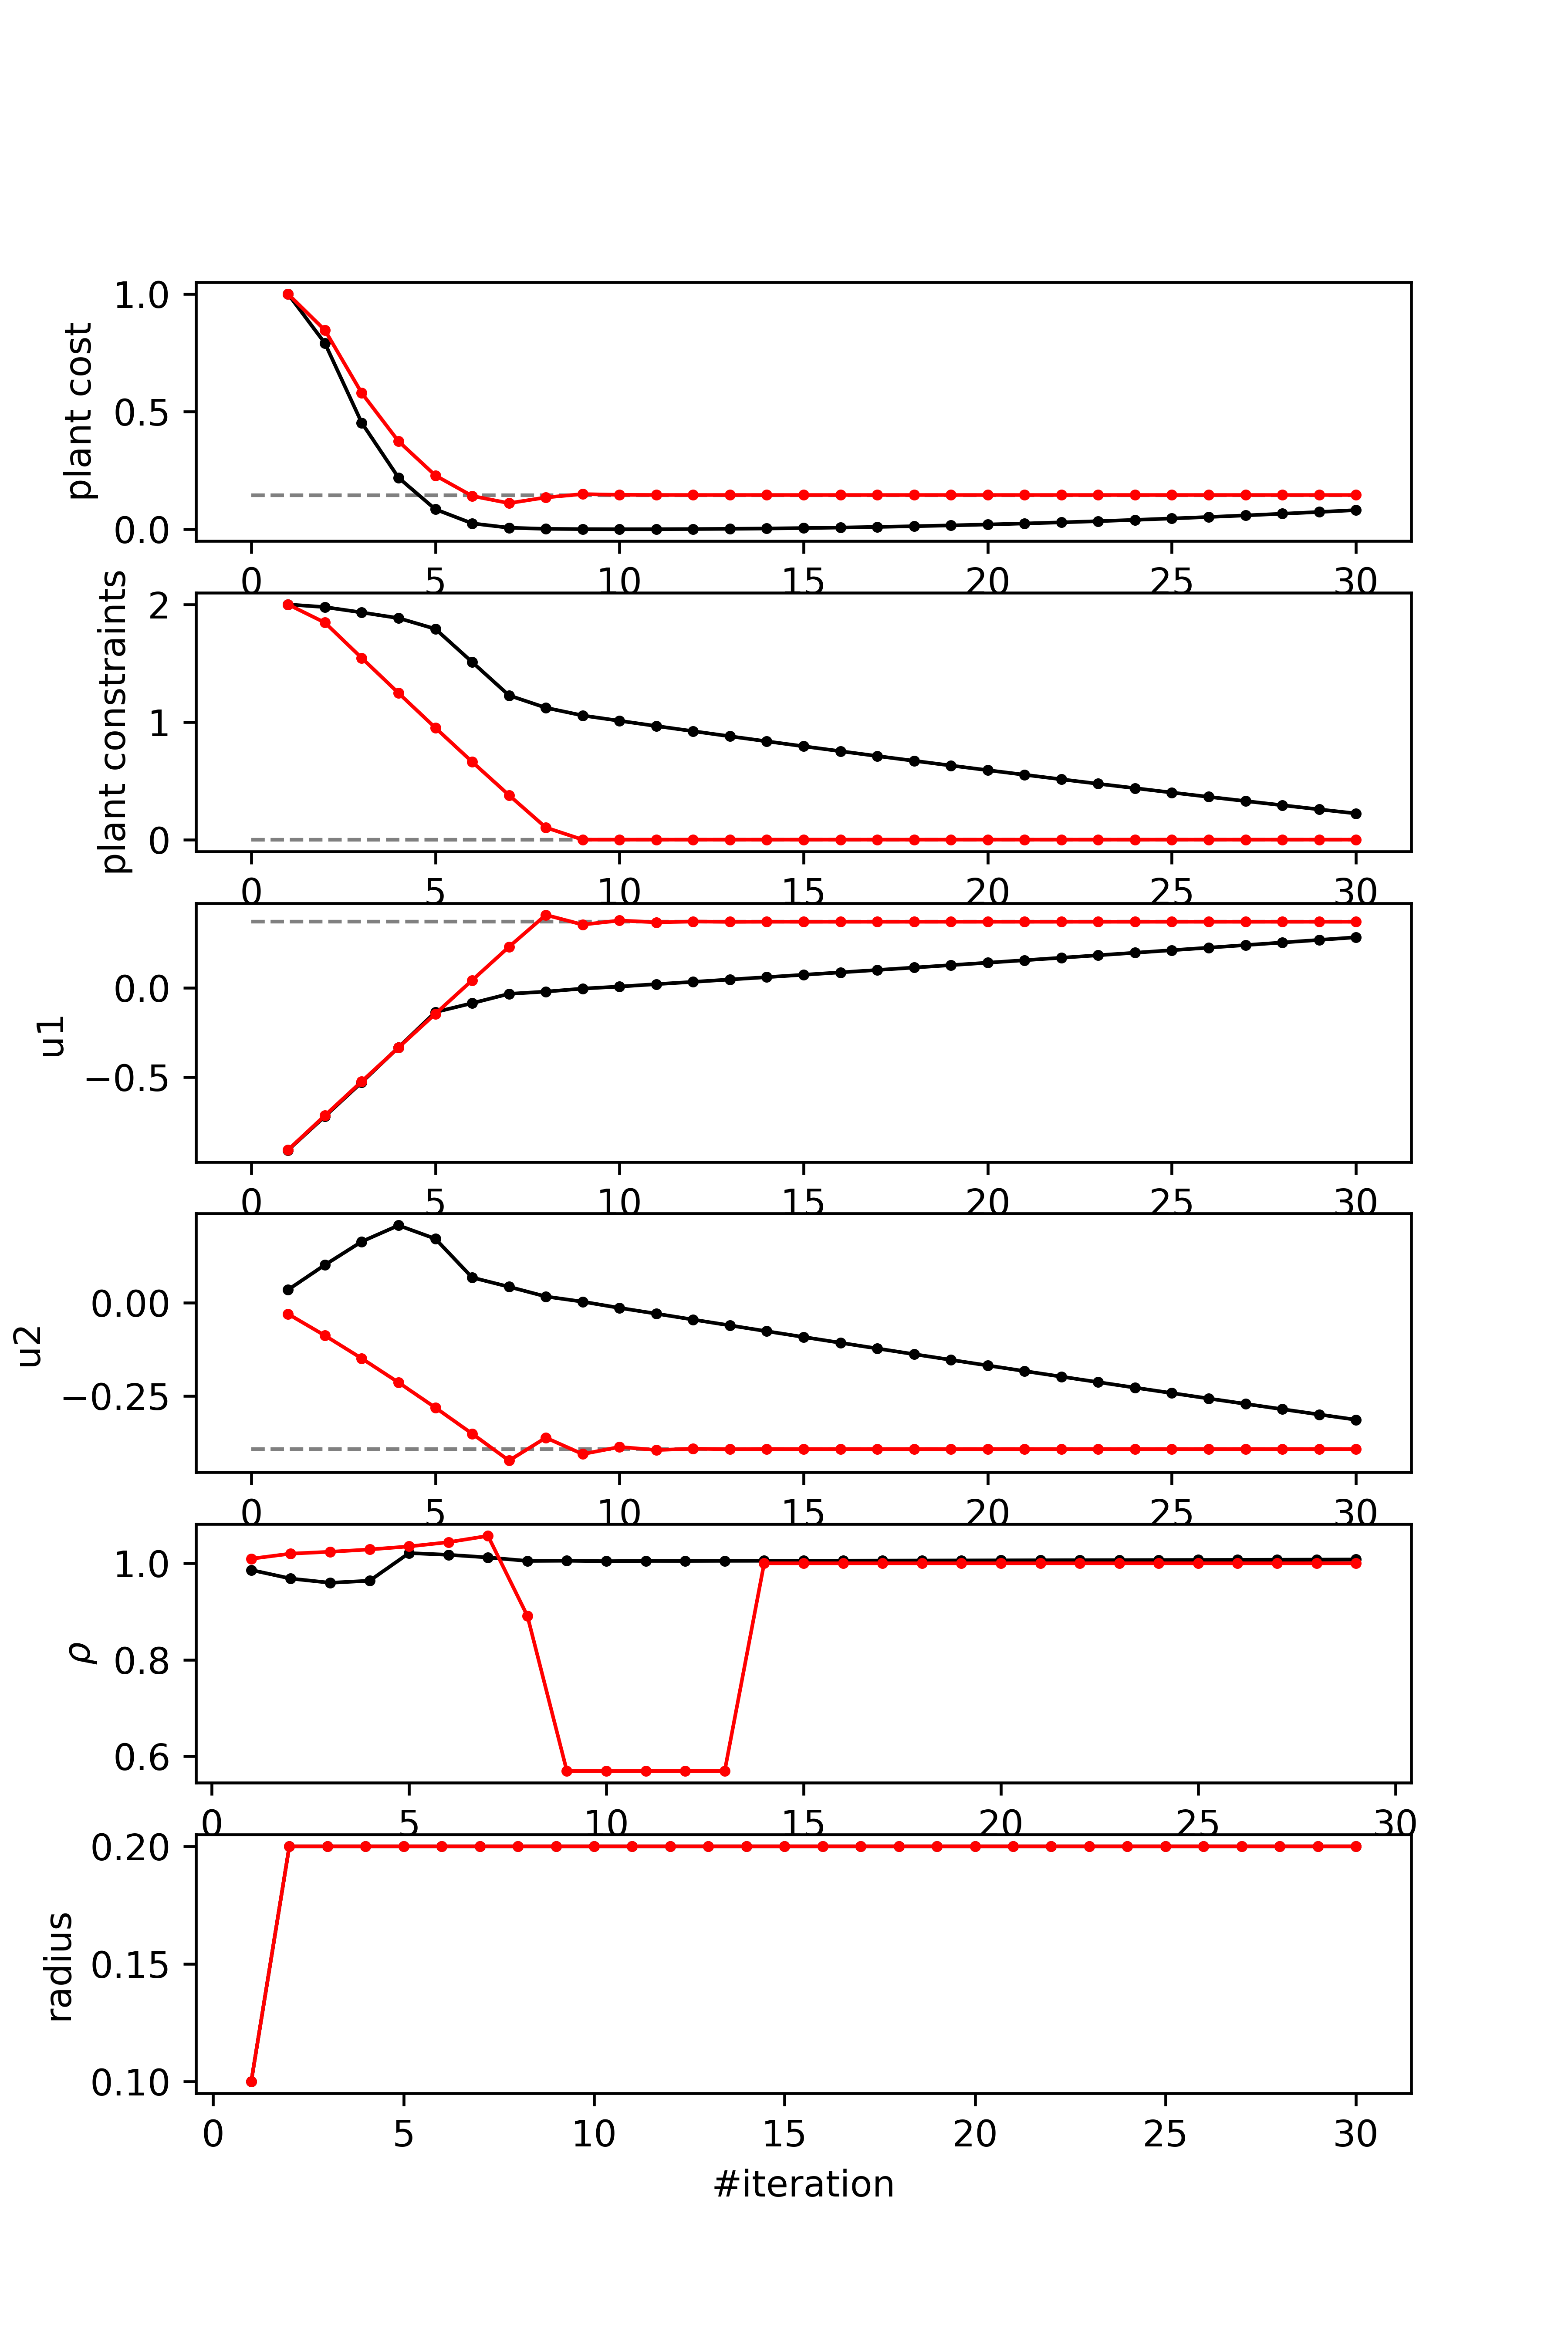 plant cost
1.0
0.5
0.0
0 5 10 15 20 25 30
plant constraints
2
1
0
0 5 10 15 20 25 30
u1
0.0
−0.5
0 5 10 15 20 25 30
u2
0.00
−0.25
0 5 10 15 20 25 30
ρ
1.0
0.8
0.6
0 5 10 15 20 25 30
radius
0.20
0.15
0.10
0 5 10 15 20 25 30
#iteration